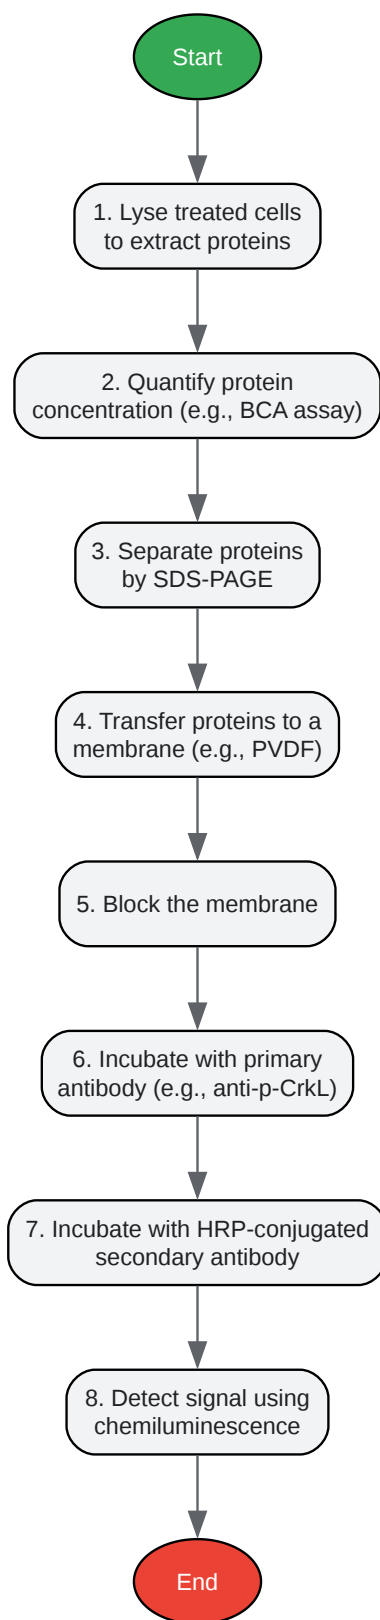 Start
1. Lyse treated cells
to extract proteins
2. Quantify protein
concentration (e.g., BCA assay)
3. Separate proteins
by SDS-PAGE
4. Transfer proteins to a
membrane (e.g., PVDF)
5. Block the membrane
6. Incubate with primary
antibody (e.g., anti-p-CrkL)
7. Incubate with HRP-conjugated
secondary antibody
8. Detect signal using
chemiluminescence
End